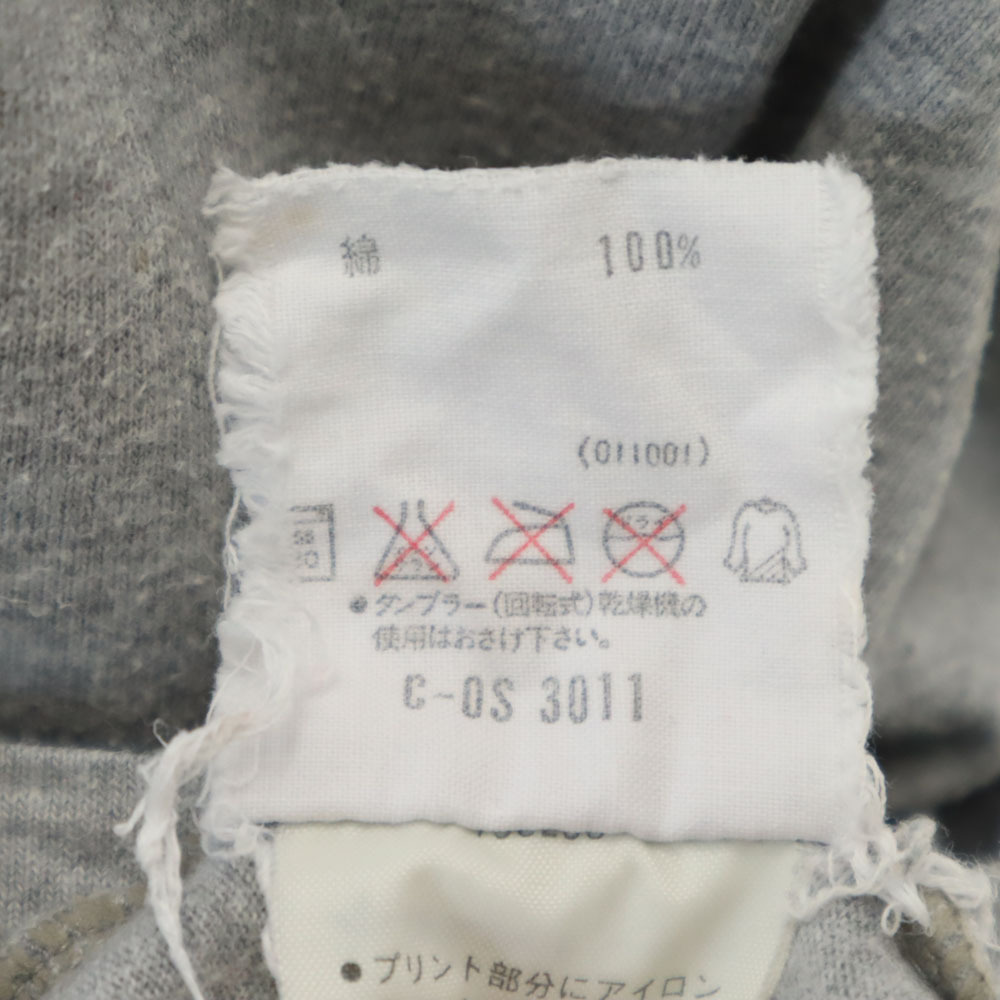 綿 100%
(011001)
●タンブラー(回転式)乾燥機の
使用はおさけ下さい。
C-OS 3011
●プリント部分にアイロン